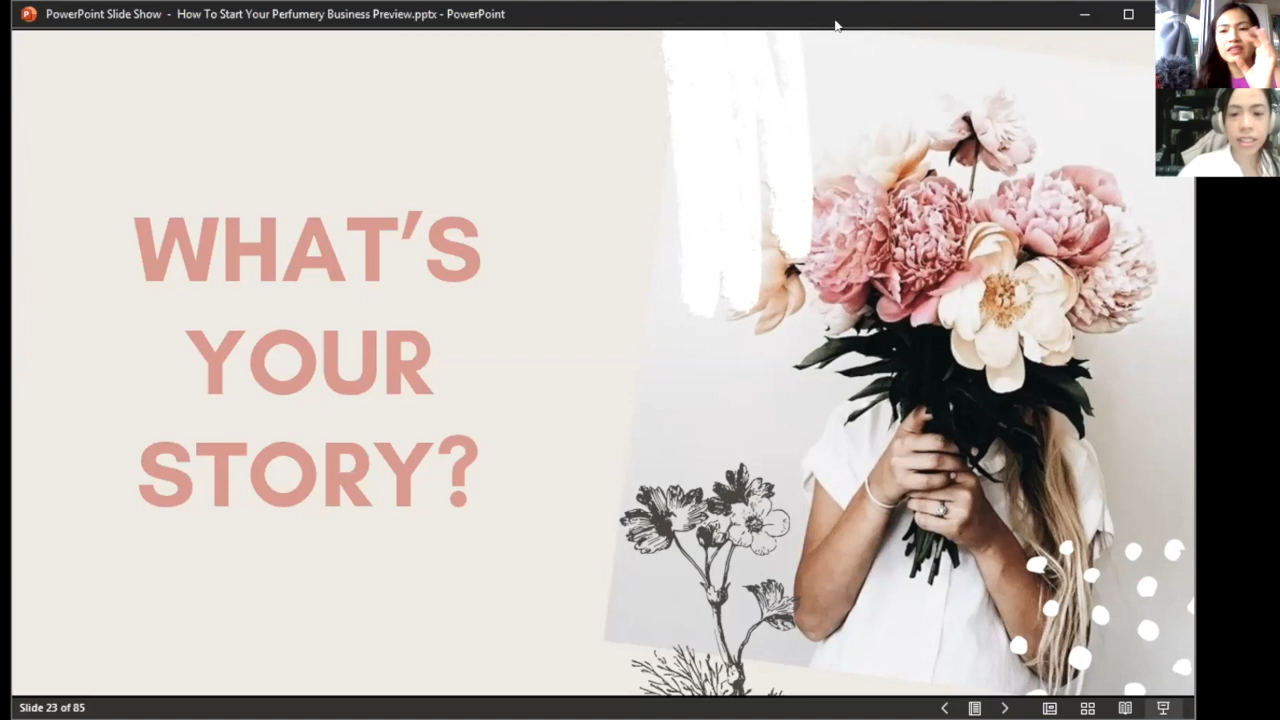 PowerPoint Slide Show - How To Start Your Perfumery Business Preview.pptx - PowerPoint
WHAT'S
YOUR
STORY?
Slide 23 of 85